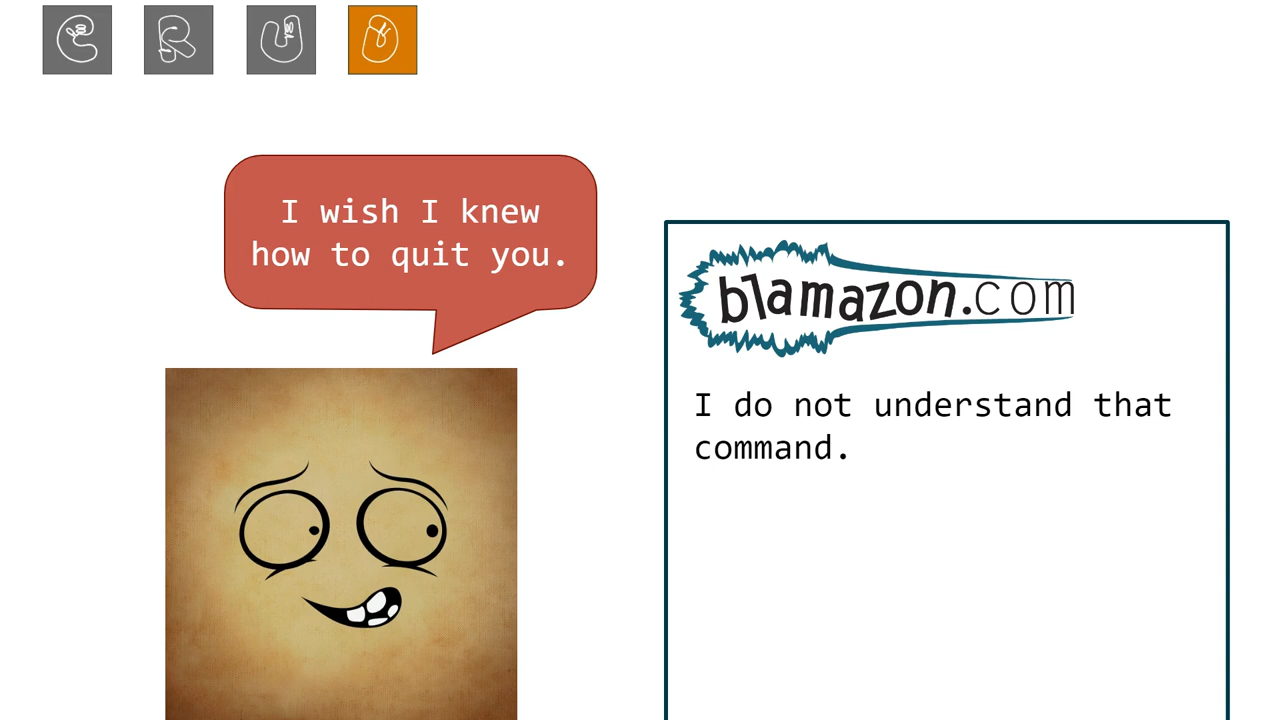 C R U D
I wish I knew
how to quit you.
blamazon.com
I do not understand that
command.